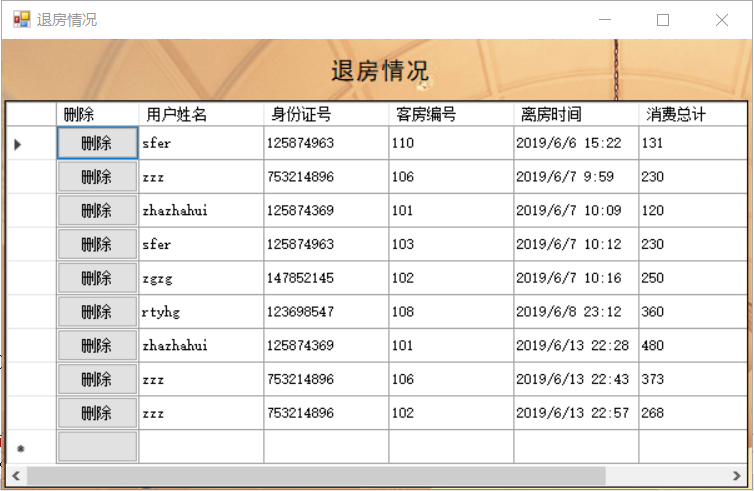 退房情况
退房情况
删除 用户姓名 身份证号 客房编号 离房时间 消费总计
删除 sfer 125874963 110 2019/6/6 15:22 131
删除 zzz 753214896 106 2019/6/7 9:59 230
删除 zhazhahui 125874369 101 2019/6/7 10:09 120
删除 sfer 125874963 103 2019/6/7 10:12 230
删除 zgzg 147852145 102 2019/6/7 10:16 250
删除 rtyhg 123698547 108 2019/6/8 23:12 360
删除 zhazhahui 125874369 101 2019/6/13 22:28 480
删除 zzz 753214896 106 2019/6/13 22:43 373
删除 zzz 753214896 102 2019/6/13 22:57 268